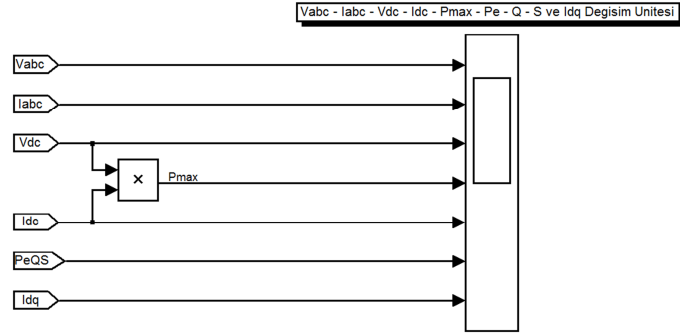 Vabc - Iabc - Vdc - Idc - Pmax - Pe - Q - S ve Idq Degisim Unitesi
Vabc
Iabc
Vdc
×
Pmax
Idc
PeQS
Idq